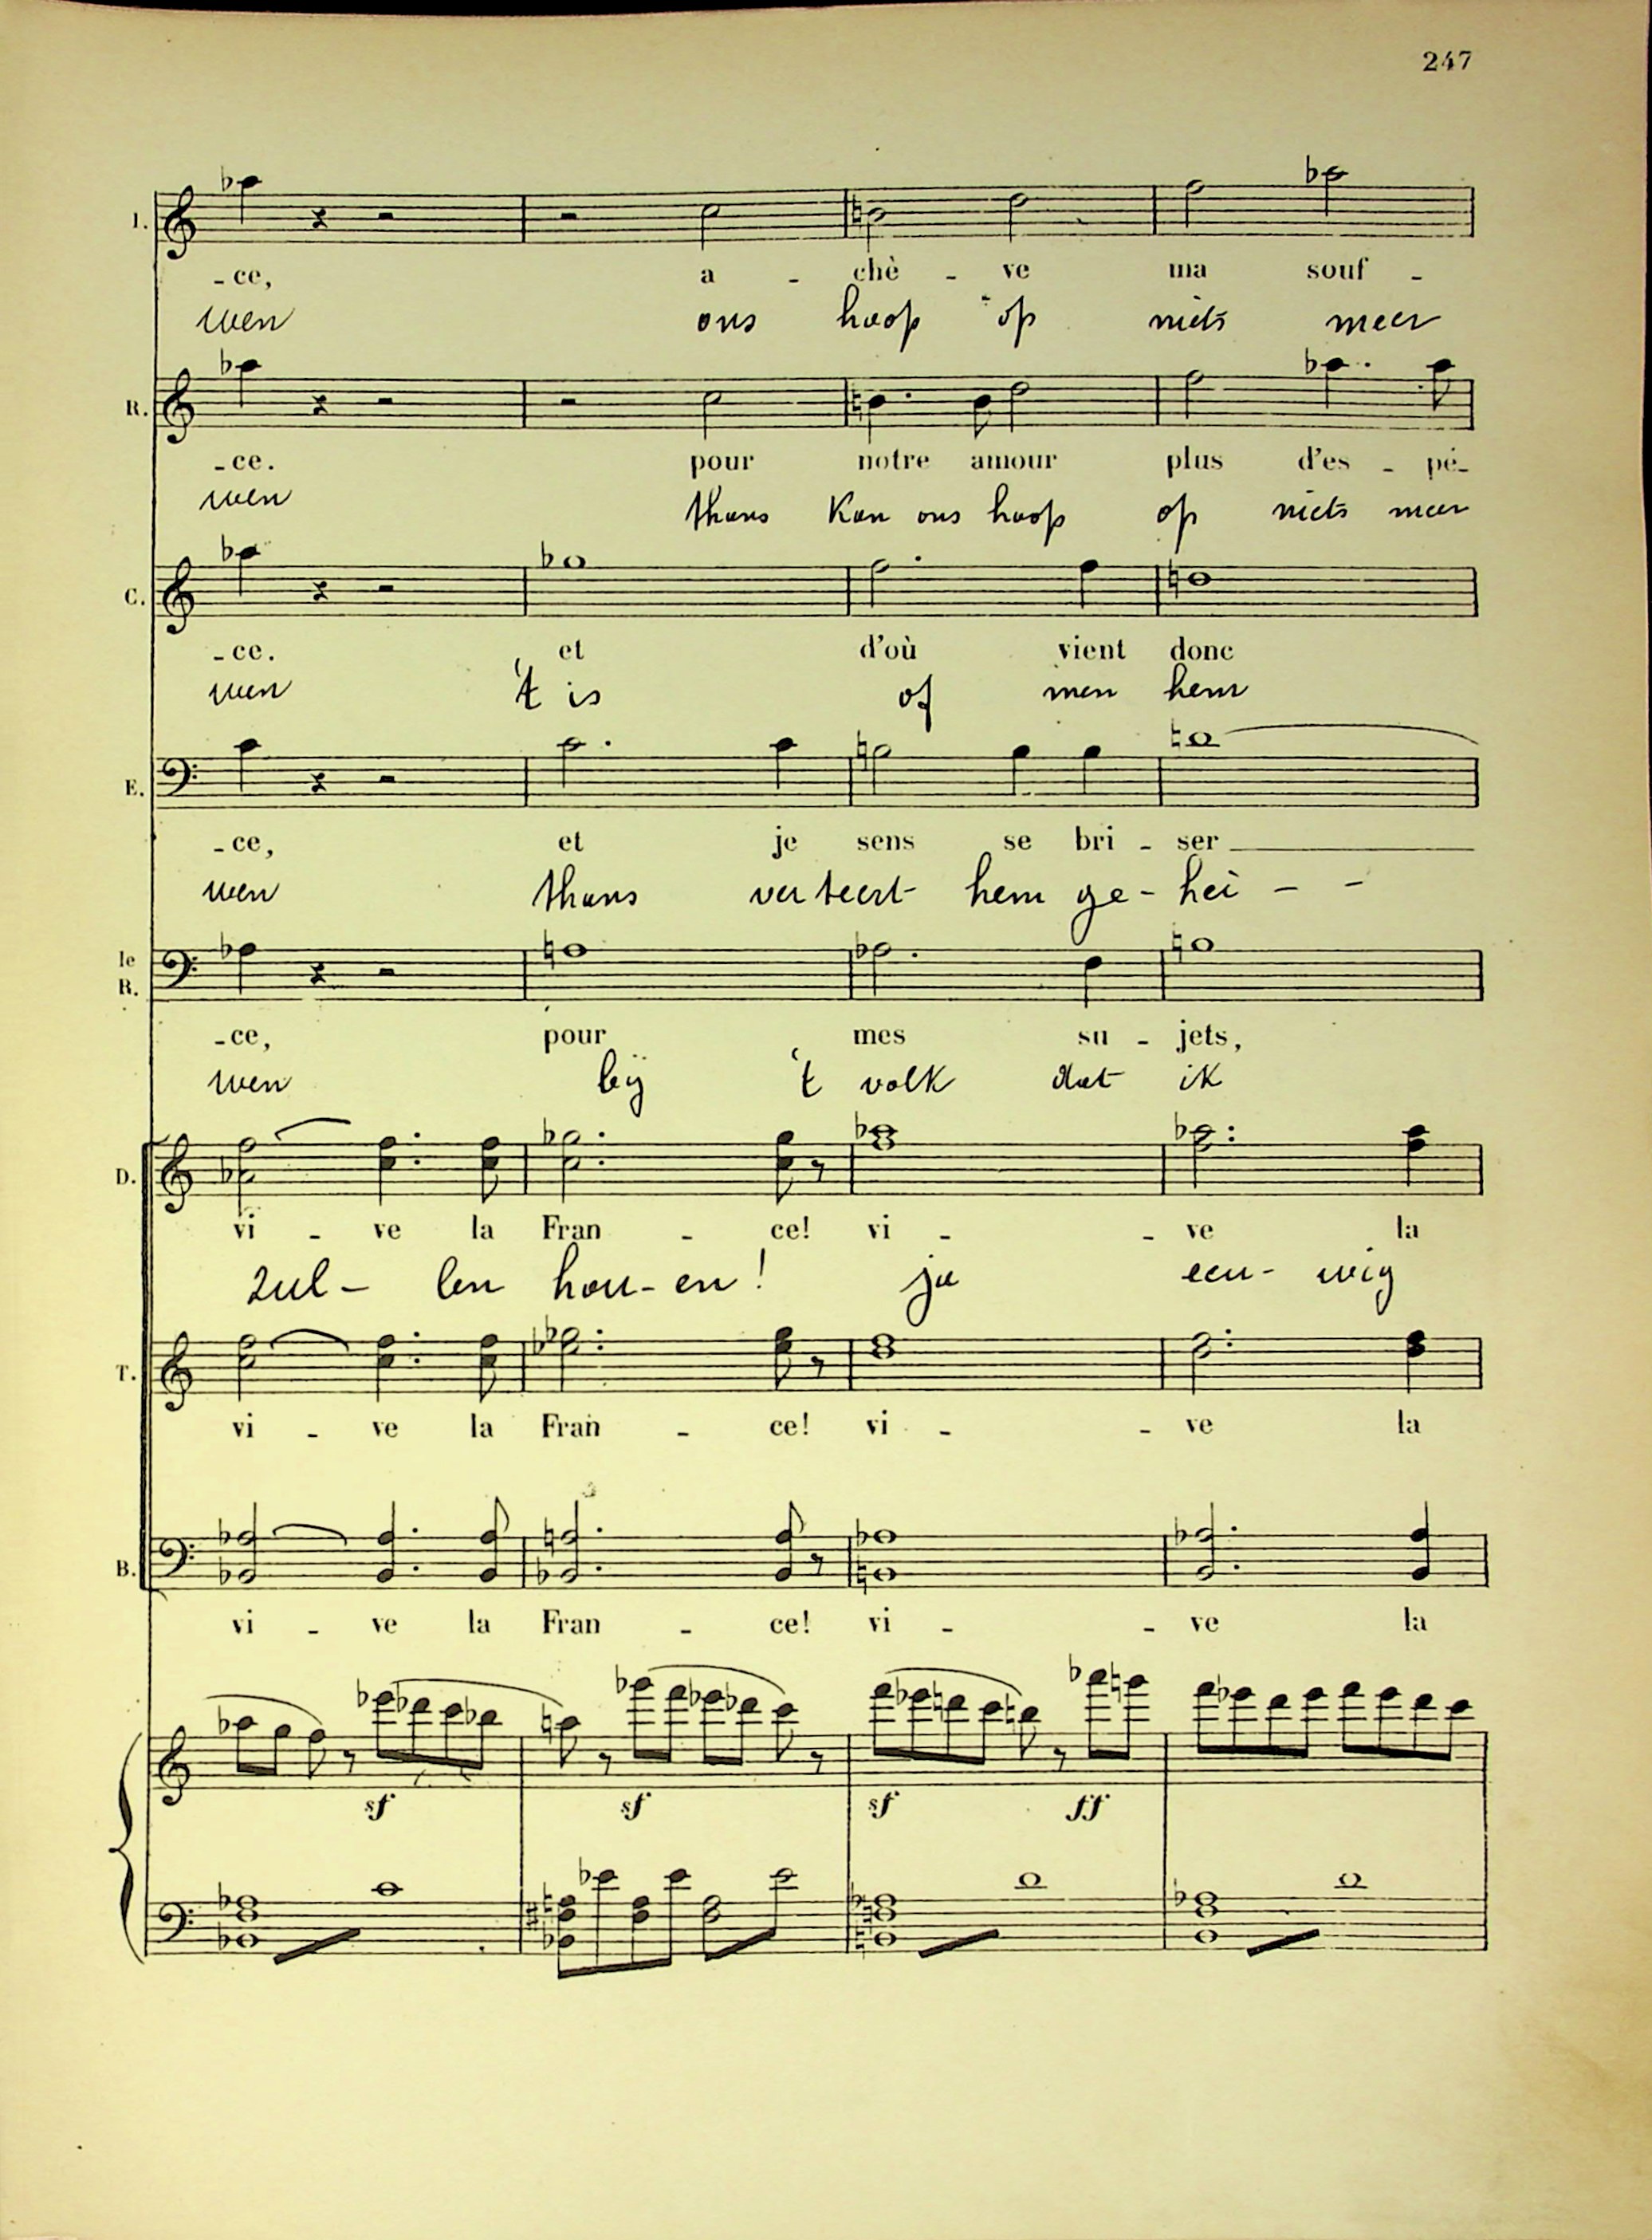 247
I.
-ce, a - chè - ve ma souf -
wen ons hoop op niets meer
R.
-ce. pour notre amour plus d'es - pé-
wen thans kan ons hoop op niets meer
C.
-ce. et d'où vient donc
wen 't is of men hem
E.
-ce, et je sens se bri - ser
wen thans verteert hem ge - hei - -
le R.
-ce, pour mes su - jets,
wen bij 't volk dat ik
D.
vi - ve la Fran - ce! vi - - ve la
zul - len hou - en! ja eeu - wig
T.
vi - ve la Fran - ce! vi - - ve la
B.
vi - ve la Fran - ce! vi - - ve la
sf sf sf ff